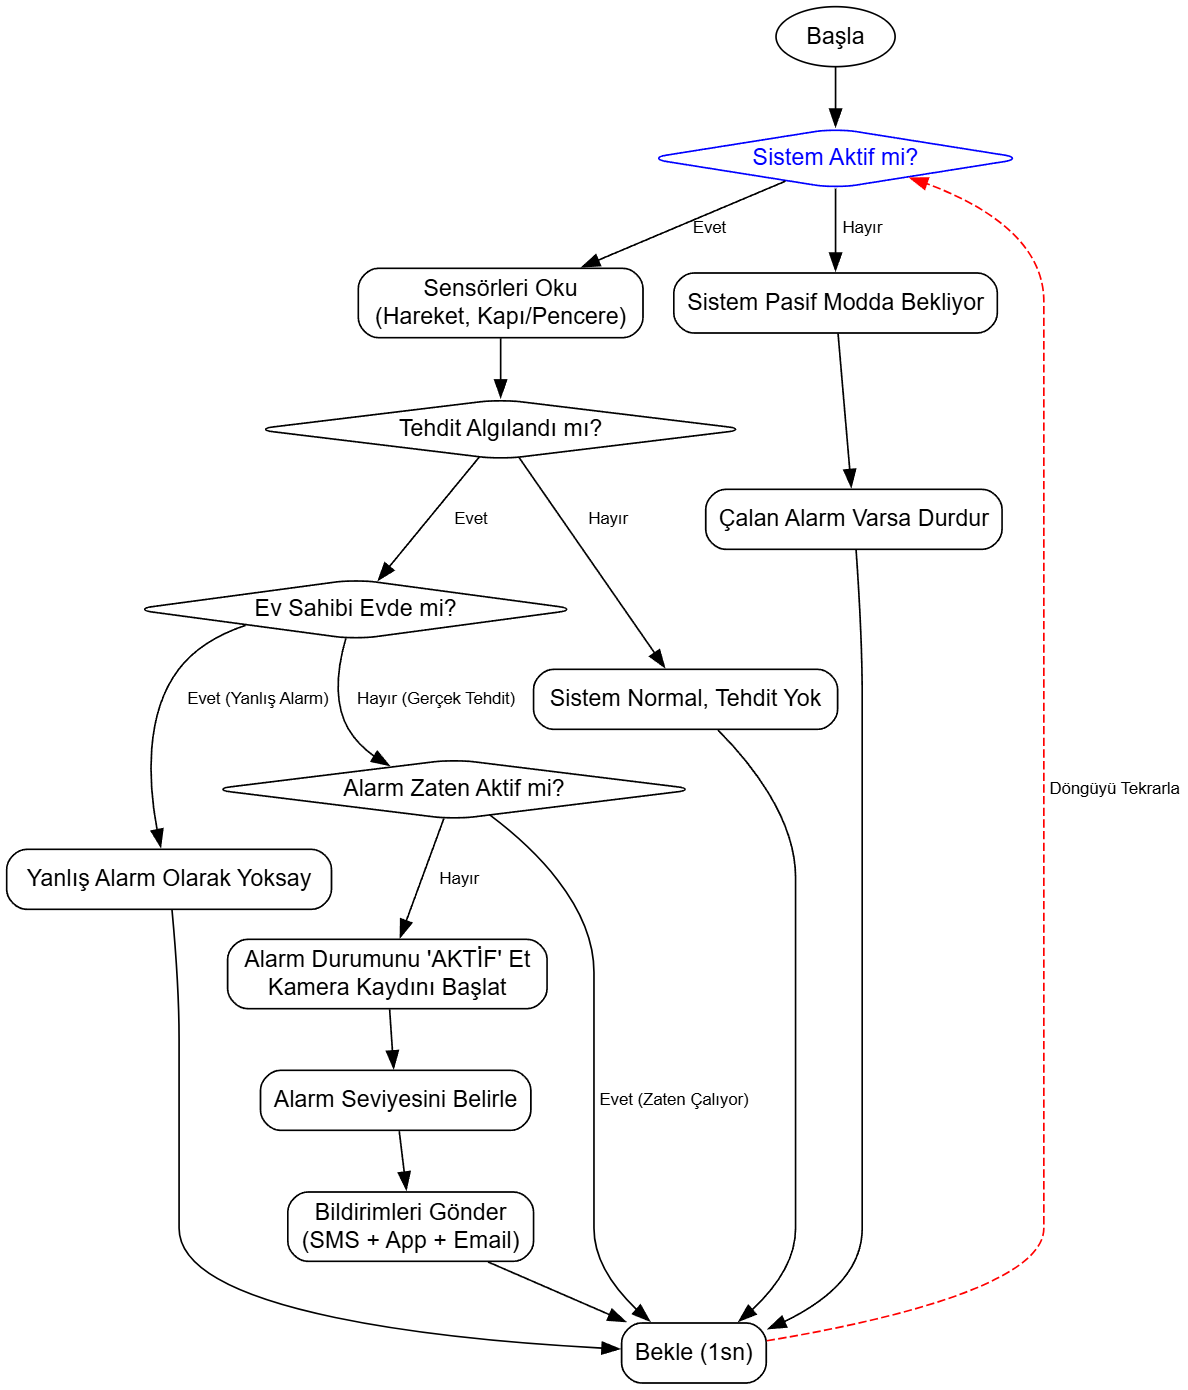 Başla
Sistem Aktif mi?
Evet
Hayır
Sensörleri Oku
(Hareket, Kapı/Pencere)
Sistem Pasif Modda Bekliyor
Tehdit Algılandı mı?
Evet
Hayır
Çalan Alarm Varsa Durdur
Ev Sahibi Evde mi?
Evet (Yanlış Alarm)
Hayır (Gerçek Tehdit)
Sistem Normal, Tehdit Yok
Alarm Zaten Aktif mi?
Döngüyü Tekrarla
Yanlış Alarm Olarak Yoksay
Hayır
Alarm Durumunu 'AKTİF' Et
Kamera Kaydını Başlat
Alarm Seviyesini Belirle
Evet (Zaten Çalıyor)
Bildirimleri Gönder
(SMS + App + Email)
Bekle (1sn)